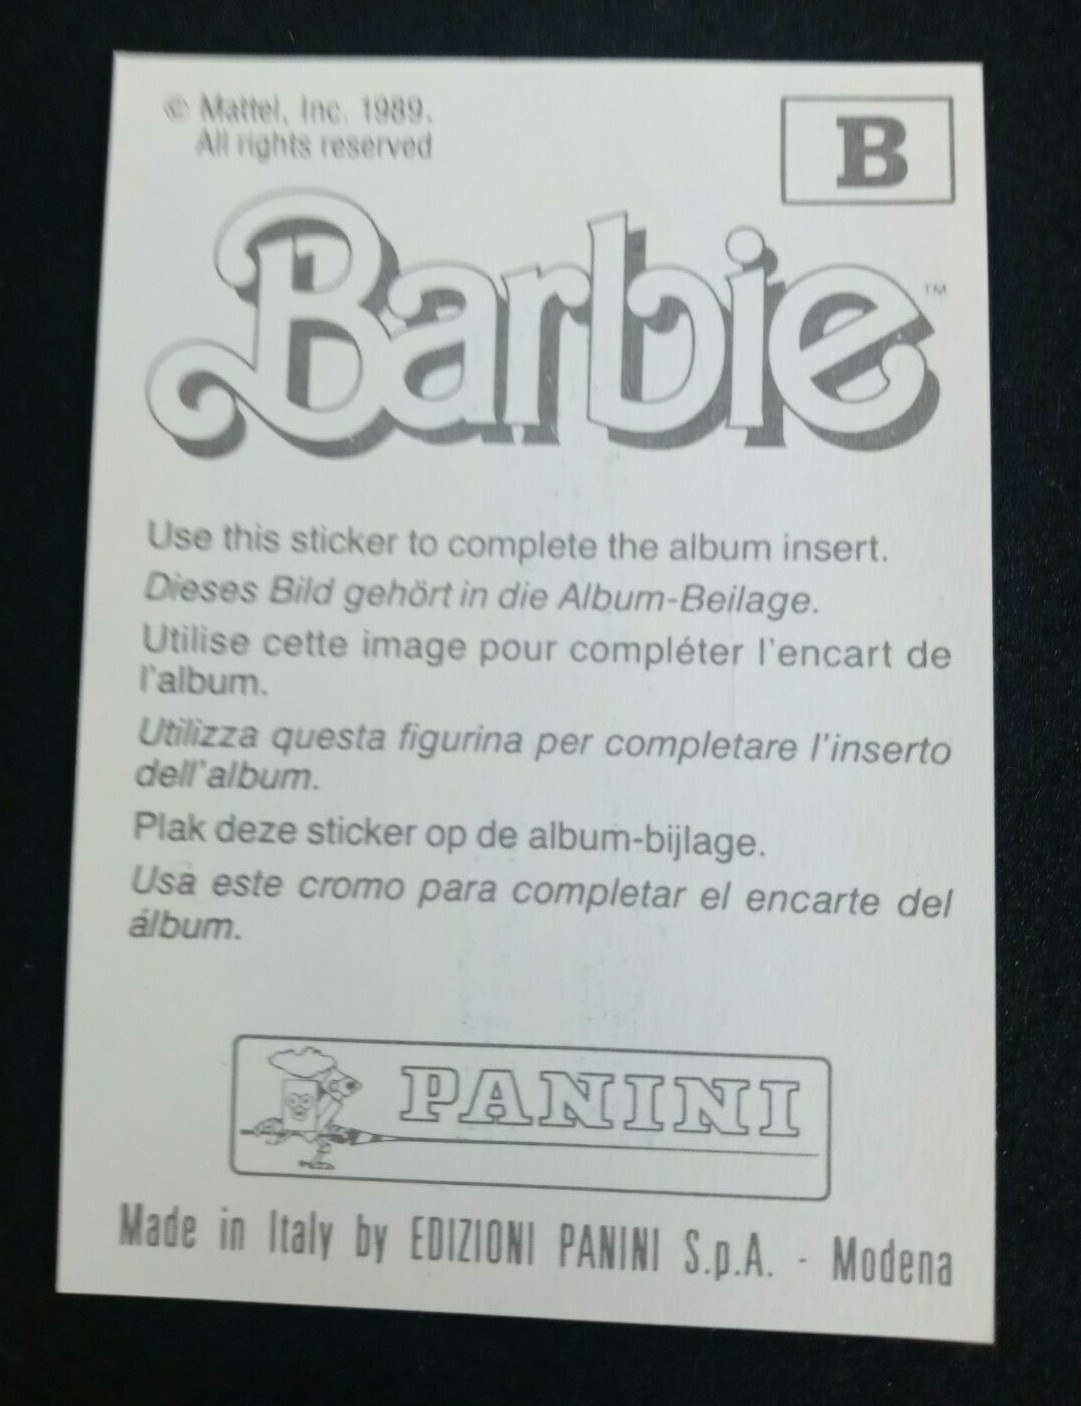 © Mattel, Inc. 1989.
All rights reserved
B
Barbie™
Use this sticker to complete the album insert.
Dieses Bild gehört in die Album-Beilage.
Utilise cette image pour compléter l'encart de
l'album.
Utilizza questa figurina per completare l'inserto
dell'album.
Plak deze sticker op de album-bijlage.
Usa este cromo para completar el encarte del
álbum.
PANINI
Made in Italy by EDIZIONI PANINI S.p.A. - Modena